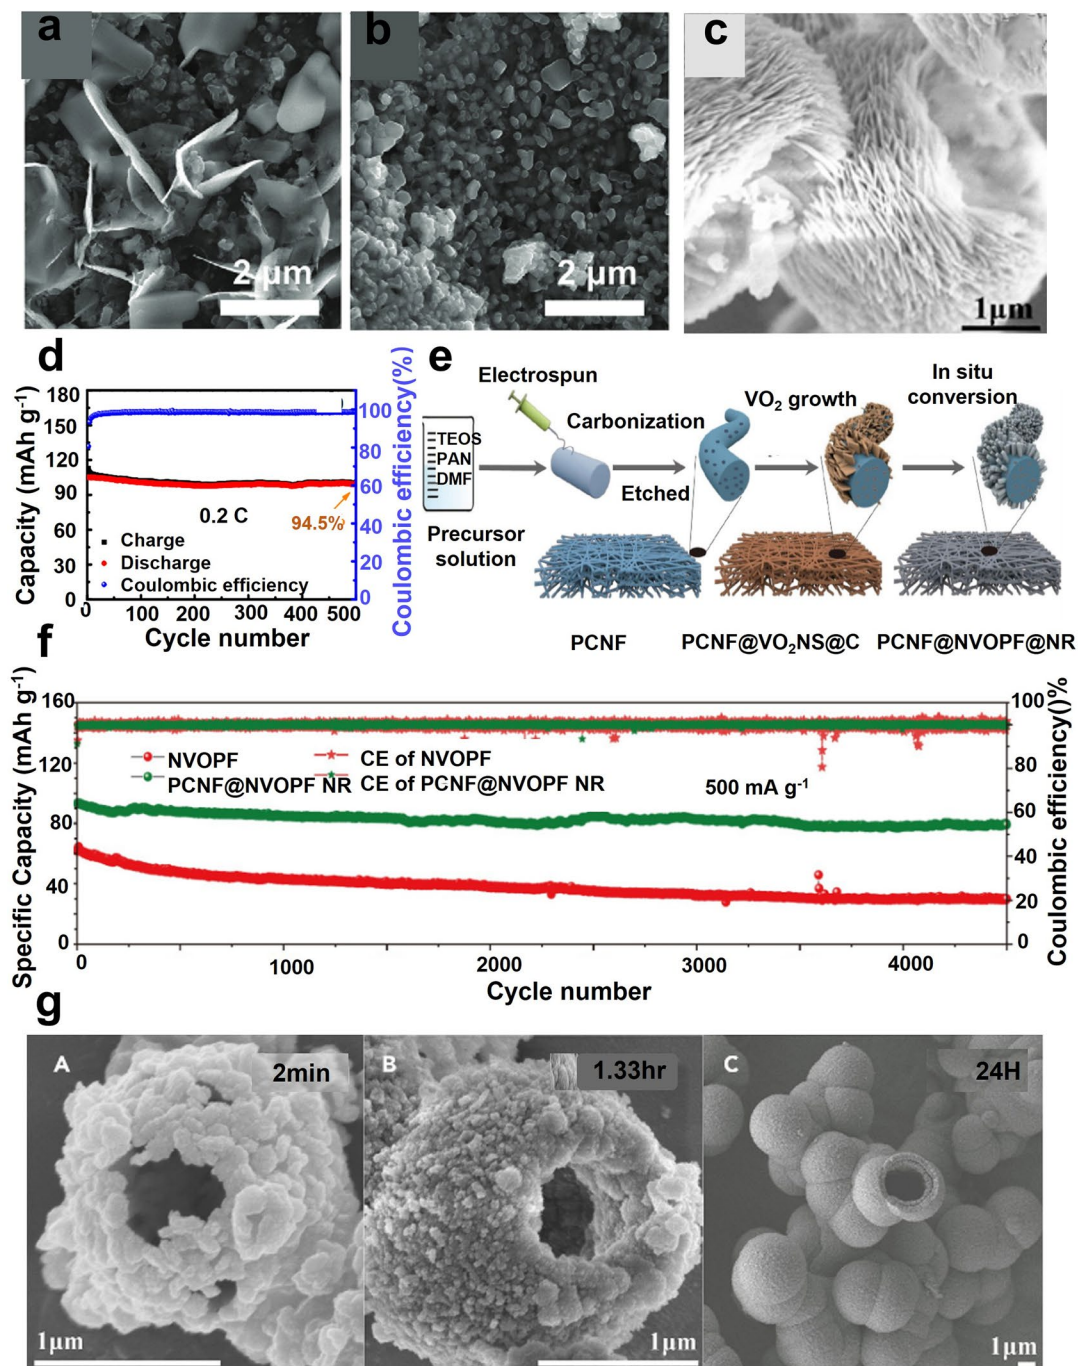 a
b
c
2 μm
2 μm
1μm
d
e
Capacity (mAh g-1)
180
150
120
90
60
30
0
0.2 C
94.5%
Charge
Discharge
Coulombic efficiency
0 100 200 300 400 500
Cycle number
100
80
60
40
20
0
Coulombic efficiency(%)
Electrospun
Carbonization
VO2 growth
In situ
conversion
TEOS
PAN
DMF
Etched
Precursor
solution
PCNF
PCNF@VO2NS@C
PCNF@NVOPF@NR
f
Specific Capacity (mAh g-1)
160
120
80
40
0
NVOPF
CE of NVOPF
PCNF@NVOPF NR
CE of PCNF@NVOPF NR
500 mA g-1
100
80
60
40
20
0
Coulombic efficiency()%
0 1000 2000 3000 4000
Cycle number
g
A
2min
1μm
B
1.33hr
1μm
C
24H
1μm